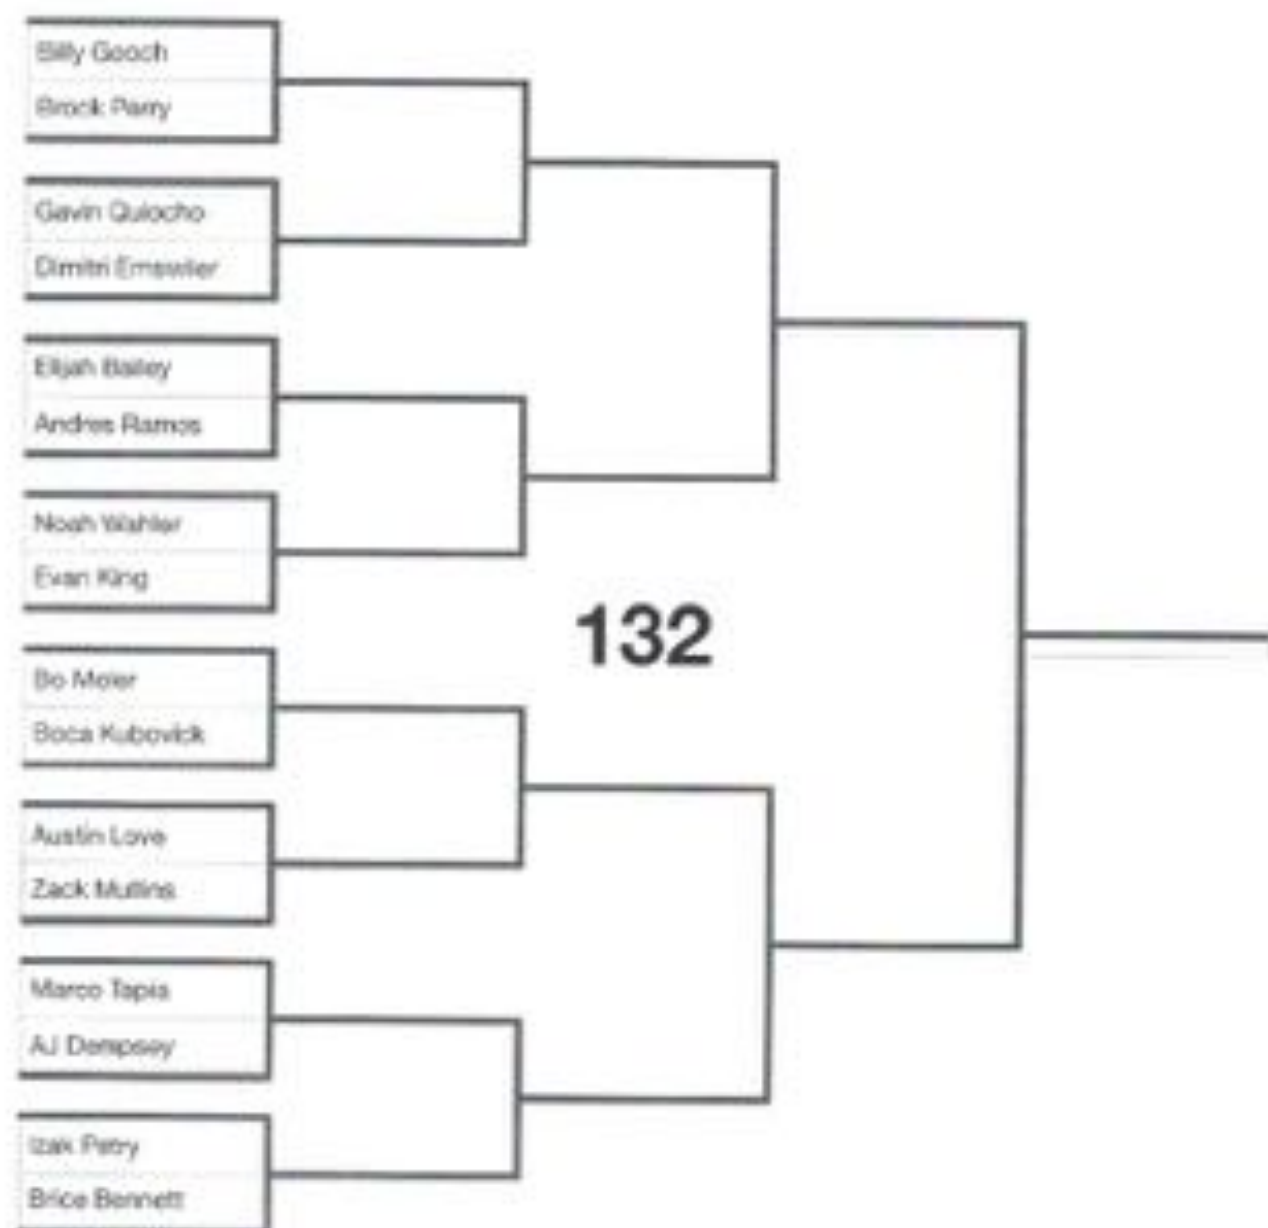 Billy Gooch
Brock Parry
Gavin Quiocho
Dimitri Emswiler
Elijah Bailey
Andres Ramos
Noah Wahler
Evan King
132
Bo Meier
Boca Kubovick
Austin Love
Zack Mullins
Marco Tapia
AJ Dempsey
Izak Petry
Brice Bennett